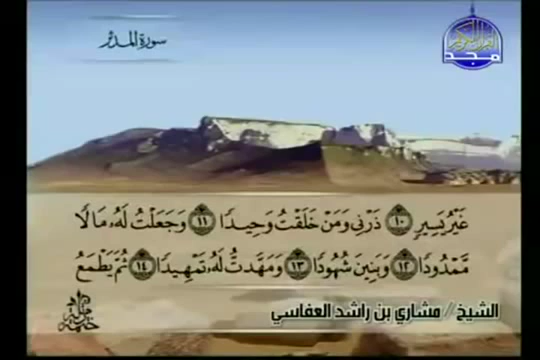 سورة المدثر
مجد
غَيْرُ يَسِيرٍ ١٠ ذَرْنِي وَمَنْ خَلَقْتُ وَحِيدًا ١١ وَجَعَلْتُ لَهُۥ مَالًا
مَّمْدُودًا ١٢ وَبَنِينَ شُهُودًا ١٣ وَمَهَّدتُّ لَهُۥ تَمْهِيدًا ١٤ ثُمَّ يَطْمَعُ
الشيخ / مشاري بن راشد العفاسي